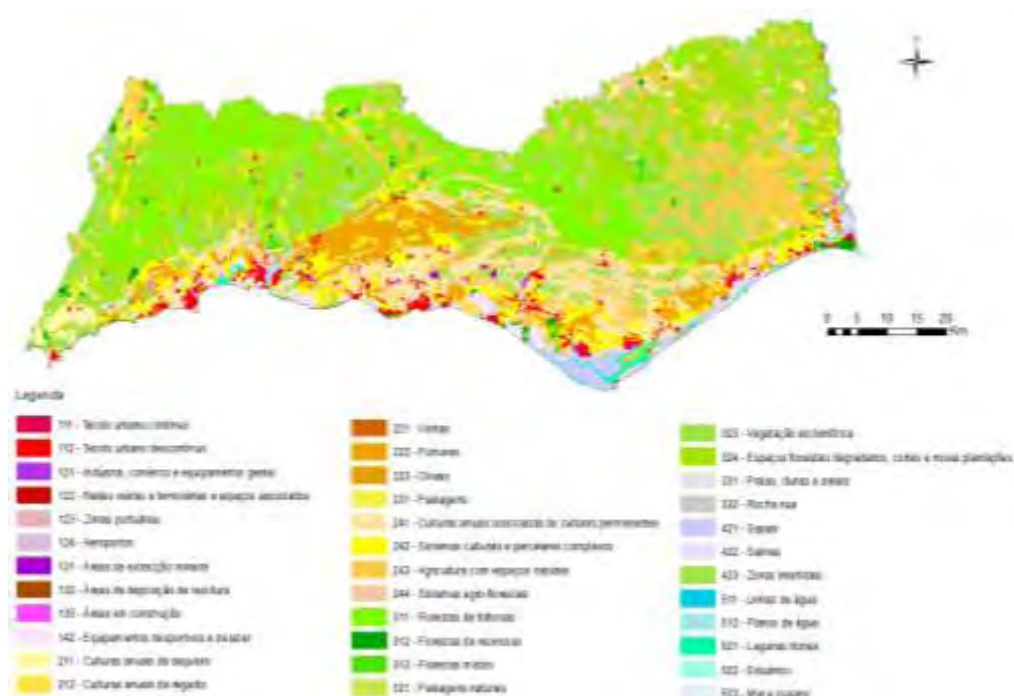 0 5 10 15 20
Km
Legenda
111 - Tecido urbano contínuo
112 - Tecido urbano descontínuo
121 - Indústria, comércio e equipamentos gerais
122 - Redes viárias e ferroviárias e espaços associados
123 - Zonas portuárias
124 - Aeroportos
131 - Áreas de extracção mineira
132 - Áreas de deposição de resíduos
133 - Áreas em construção
142 - Equipamentos desportivos e de lazer
211 - Culturas anuais de sequeiro
212 - Culturas anuais de regadio
221 - Vinhas
222 - Pomares
223 - Olivais
231 - Pastagens
241 - Culturas anuais associadas às culturas permanentes
242 - Sistemas culturais e parcelares complexos
243 - Agricultura com espaços naturais
244 - Sistemas agro-florestais
311 - Florestas de folhosas
312 - Florestas de resinosas
313 - Florestas mistas
321 - Pastagens naturais
323 - Vegetação esclerofítica
324 - Espaços florestais degradados, cortes e novas plantações
331 - Praias, dunas e areais
332 - Rocha nua
421 - Sapais
422 - Salinas
423 - Zonas intertidais
511 - Linhas de água
512 - Planos de água
521 - Lagunas litorais
522 - Estuários
523 - Mar e oceano